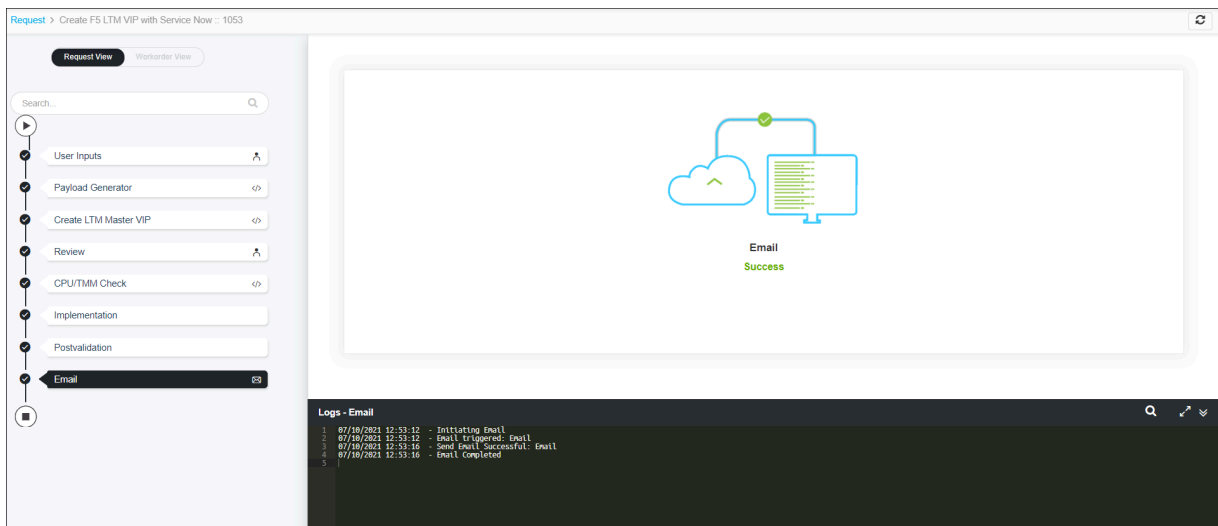 Request > Create F5 LTM VIP with Service Now :: 1053
Request View Workorder View
Search...
User Inputs
Payload Generator </>
Create LTM Master VIP </>
Review
CPU/TMM Check </>
Implementation
Postvalidation
Email
Email
Success
Logs - Email
1 07/10/2021 12:53:12 - Initiating Email
2 07/10/2021 12:53:12 - Email triggered: Email
3 07/10/2021 12:53:16 - Send Email Successful: Email
4 07/10/2021 12:53:16 - Email Completed
5